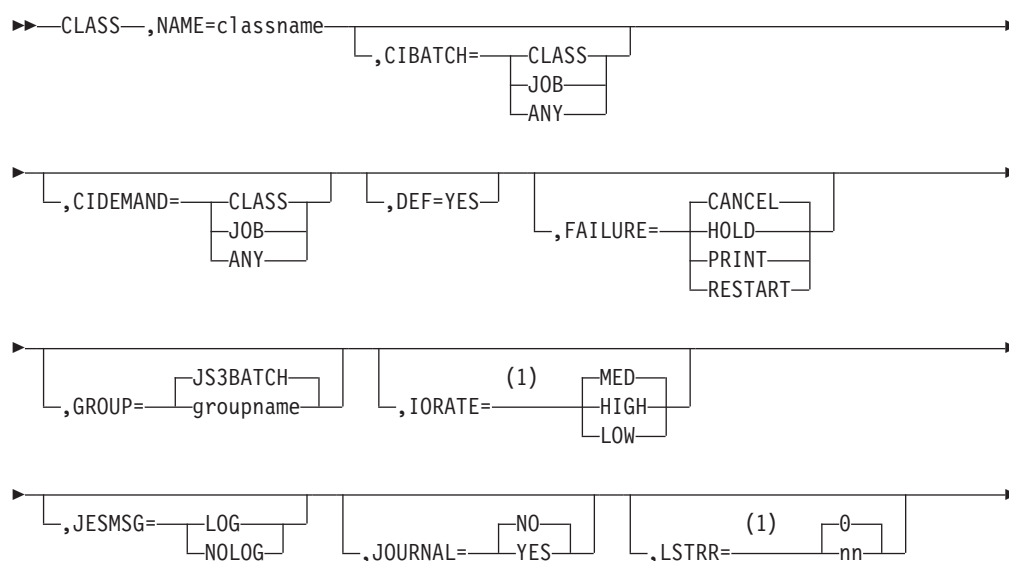 CLASS ,NAME=classname
,CIBATCH= CLASS
JOB
ANY
,CIDEMAND= CLASS
JOB
ANY
,DEF=YES
,FAILURE= CANCEL
HOLD
PRINT
RESTART
,GROUP= JS3BATCH
groupname
,IORATE= (1) MED
HIGH
LOW
,JESMSG= LOG
NOLOG
,JOURNAL= NO
YES
,LSTRR= (1) 0
nn